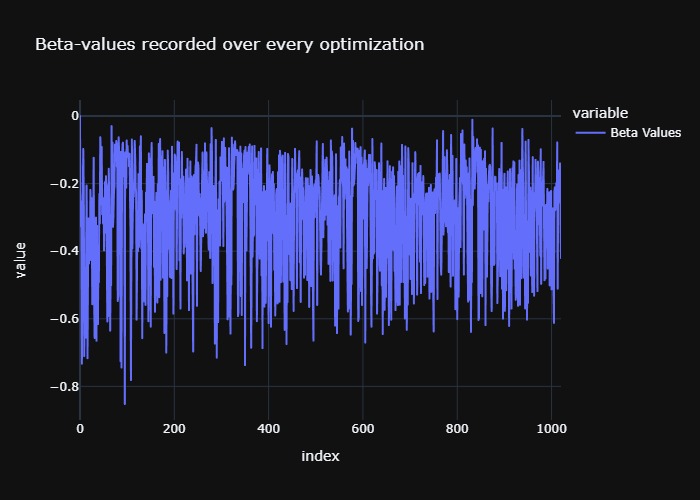 Beta-values recorded over every optimization
variable
Beta Values
0
−0.2
−0.4
−0.6
−0.8
value
0
200
400
600
800
1000
index